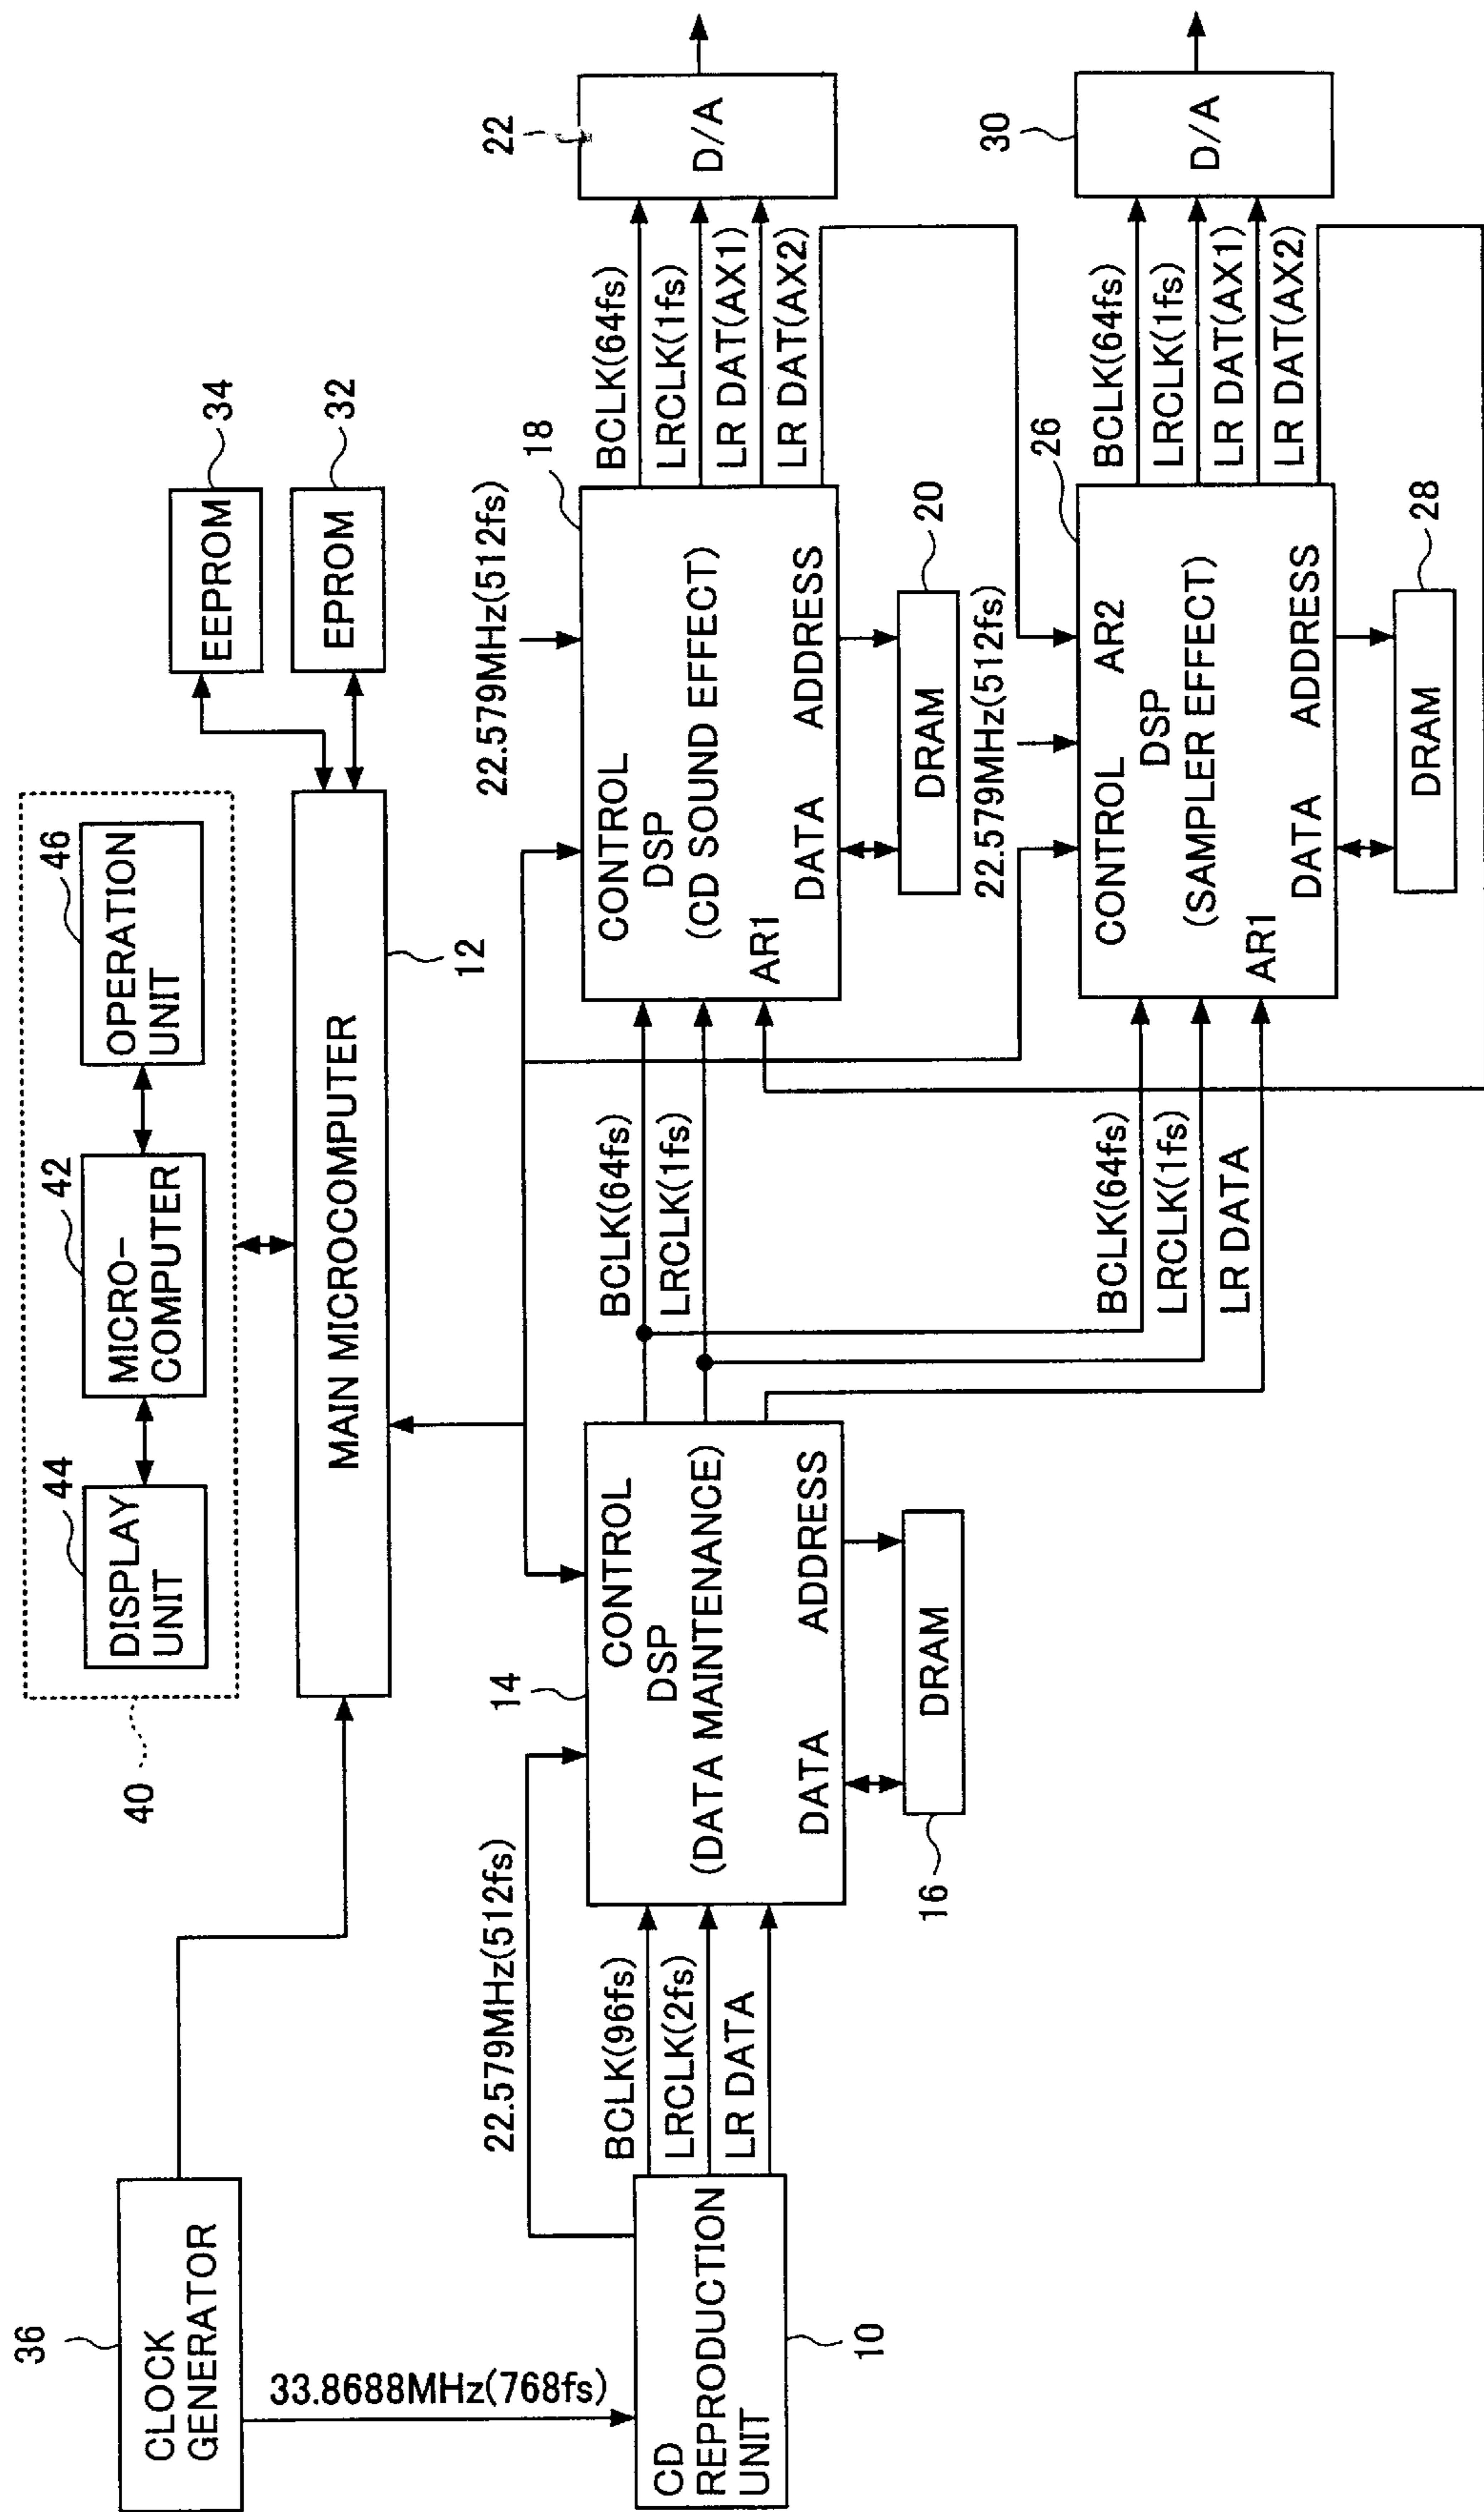 36
CLOCK
GENERATOR
33.8688MHz(768fs)
CD
REPRODUCTION
UNIT
10
40
44
DISPLAY
UNIT
42
MICRO-
COMPUTER
46
OPERATION
UNIT
MAIN MICROCOMPUTER
12
EEPROM
34
EPROM
32
22.579MHz(512fs)
BCLK(96fs)
LRCLK(2fs)
LR DATA
14
CONTROL
DSP
(DATA MAINTENANCE)
DATA
ADDRESS
DRAM
16
BCLK(64fs)
LRCLK(1fs)
22.579MHz(512fs)
18
CONTROL
DSP
(CD SOUND EFFECT)
AR1
DATA
ADDRESS
DRAM
20
BCLK(64fs)
LRCLK(1fs)
LR DAT(AX1)
LR DAT(AX2)
22
D/A
BCLK(64fs)
LRCLK(1fs)
LR DATA
22.579MHz(512fs)
26
CONTROL
AR2
DSP
(SAMPLER EFFECT)
AR1
DATA
ADDRESS
DRAM
28
BCLK(64fs)
LRCLK(1fs)
LR DAT(AX1)
LR DAT(AX2)
30
D/A